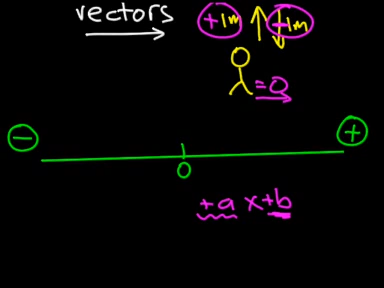 vectors +1m -1m
=0
- +
0
+a x +b